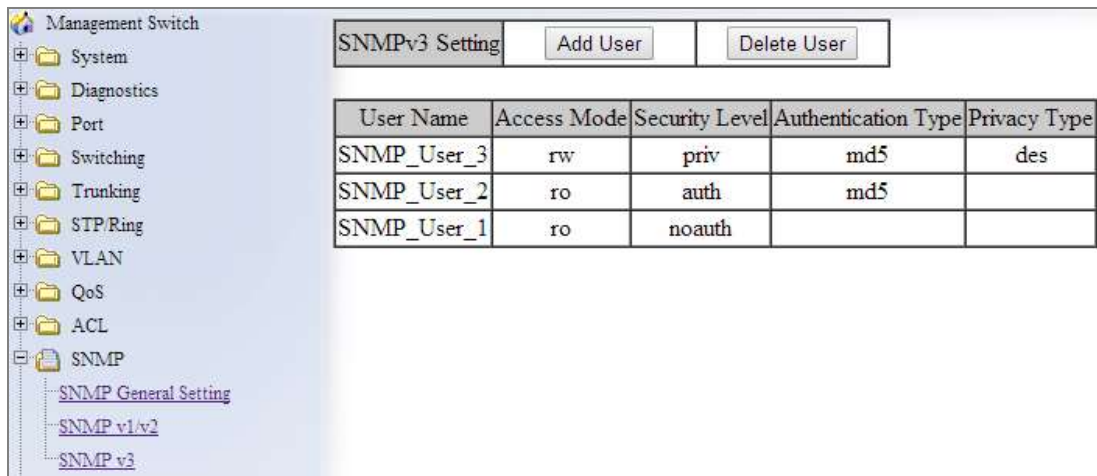 Management Switch
System
Diagnostics
Port
Switching
Trunking
STP/Ring
VLAN
QoS
ACL
SNMP
SNMP General Setting
SNMP v1/v2
SNMP v3
SNMPv3 Setting Add User Delete User
User Name Access Mode Security Level Authentication Type Privacy Type
SNMP_User_3 rw priv md5 des
SNMP_User_2 ro auth md5
SNMP_User_1 ro noauth